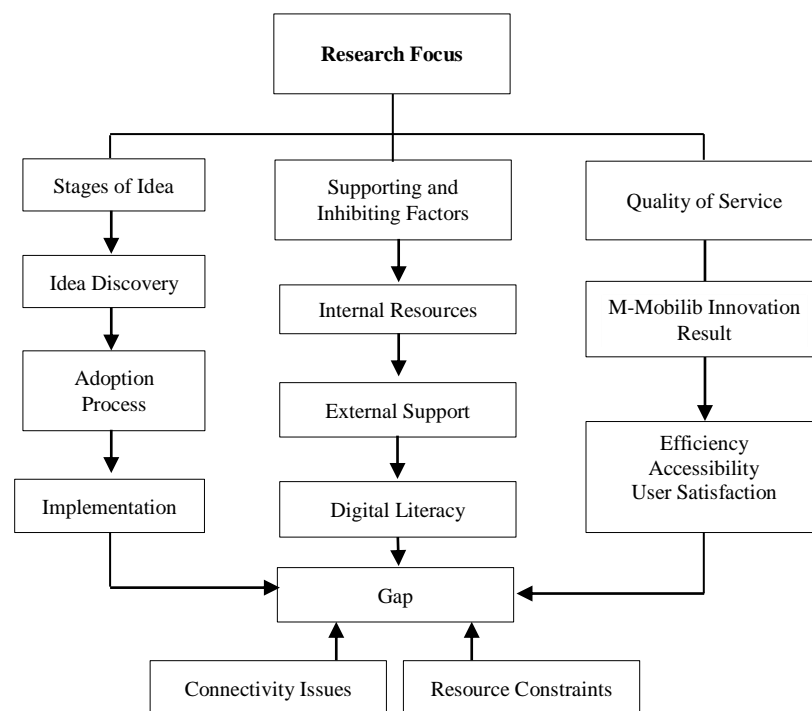 Research Focus
Stages of Idea
Idea Discovery
Adoption
Process
Implementation
Supporting and
Inhibiting Factors
Internal Resources
External Support
Digital Literacy
Quality of Service
M-Mobilib Innovation
Result
Efficiency
Accessibility
User Satisfaction
Gap
Connectivity Issues
Resource Constraints